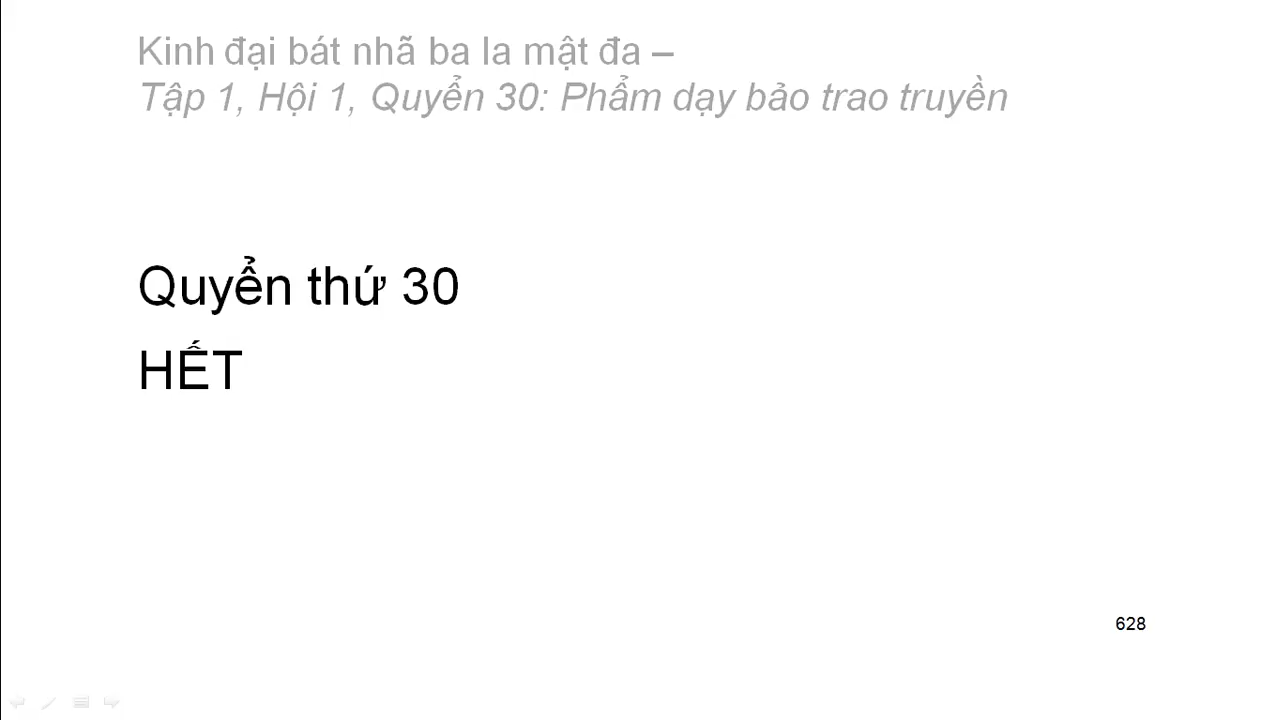 Kinh đại bát nhã ba la mật đa –
Tập 1, Hội 1, Quyển 30: Phẩm dạy bảo trao truyền
Quyển thứ 30
HẾT
628